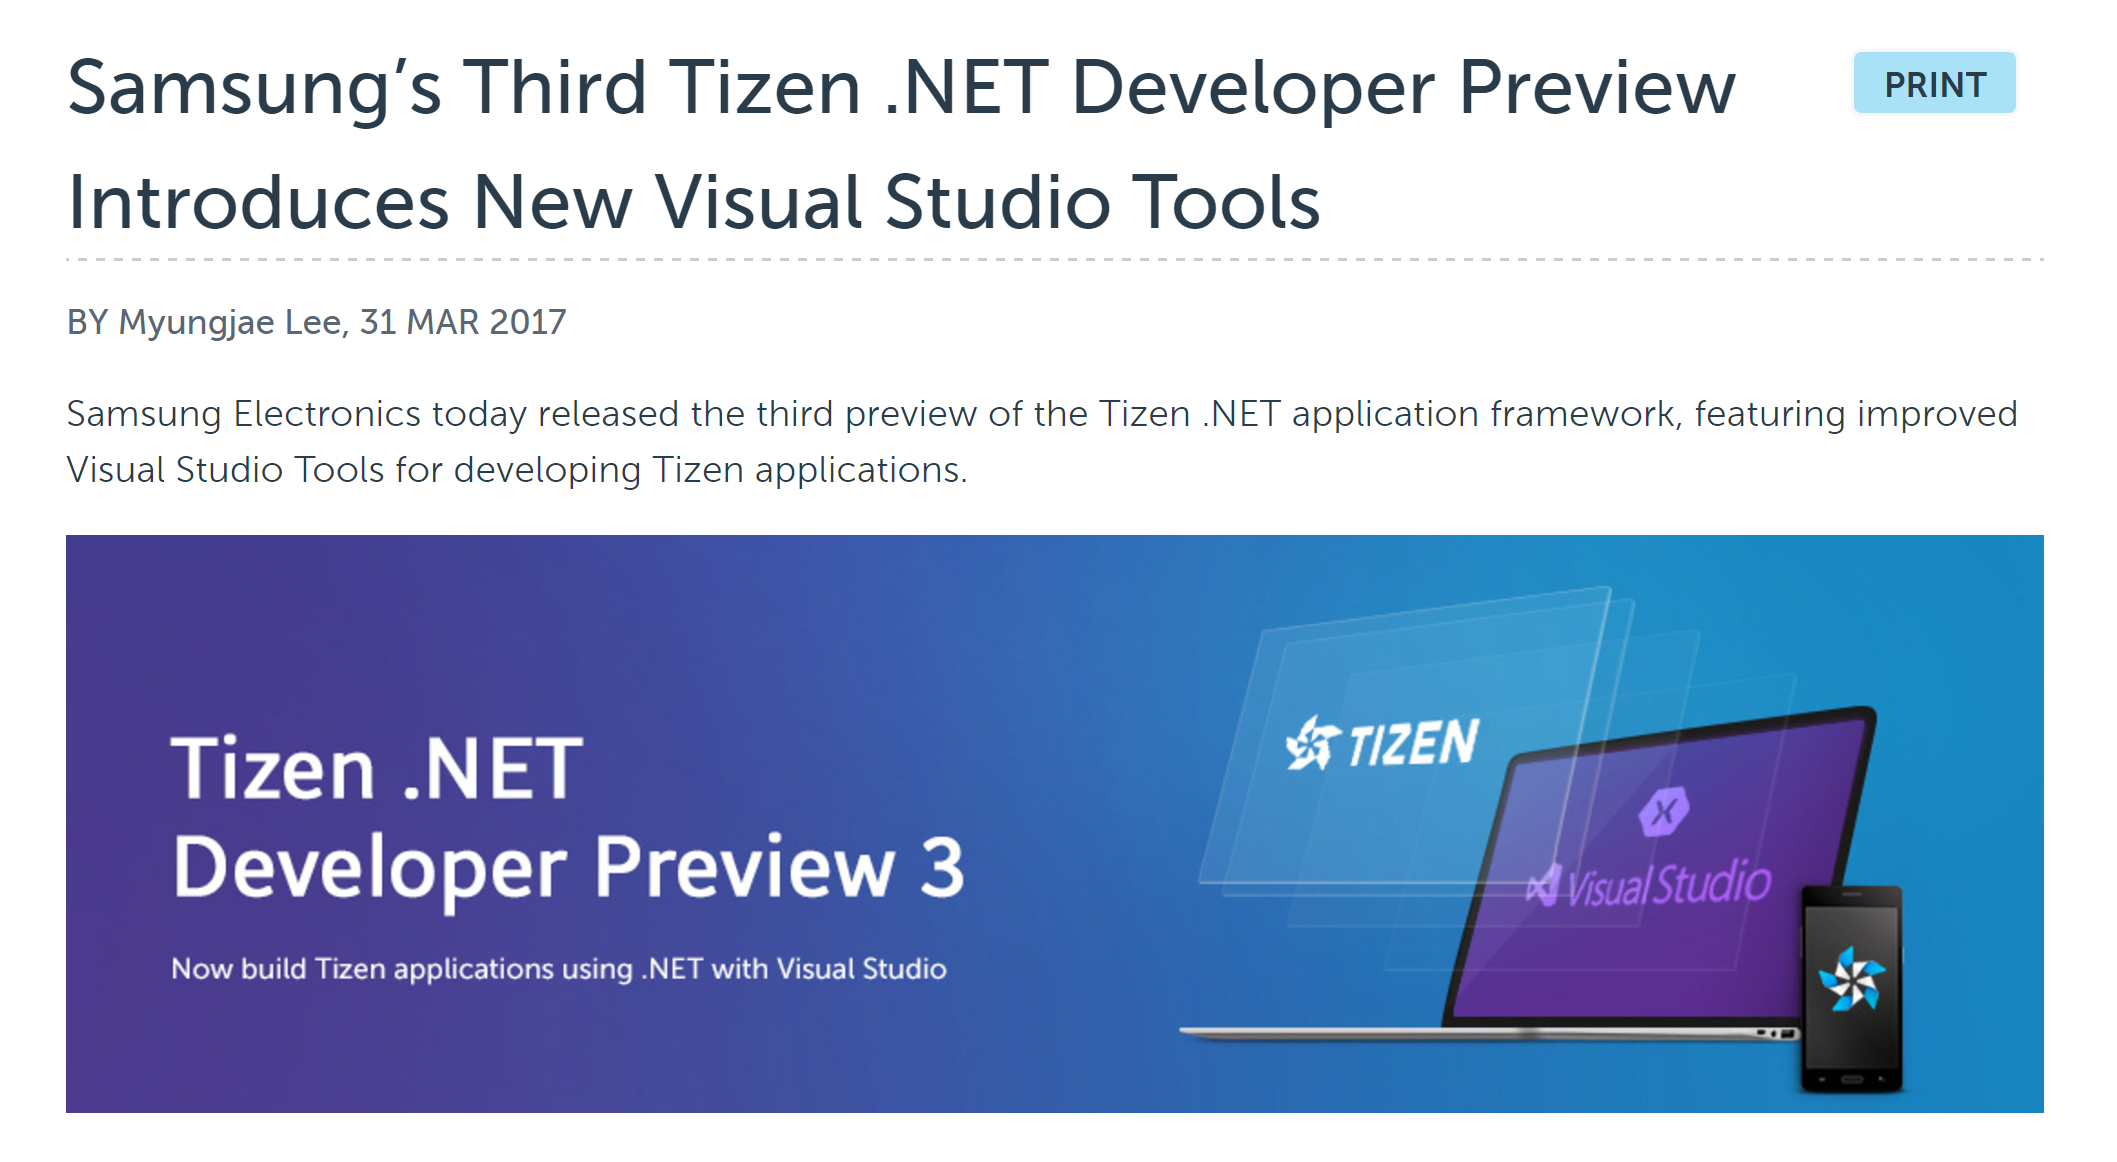 Samsung’s Third Tizen .NET Developer Preview
PRINT
Introduces New Visual Studio Tools
BY Myungjae Lee, 31 MAR 2017
Samsung Electronics today released the third preview of the Tizen .NET application framework, featuring improved
Visual Studio Tools for developing Tizen applications.
TIZEN
Tizen .NET
Developer Preview 3
Visual Studio
Now build Tizen applications using .NET with Visual Studio